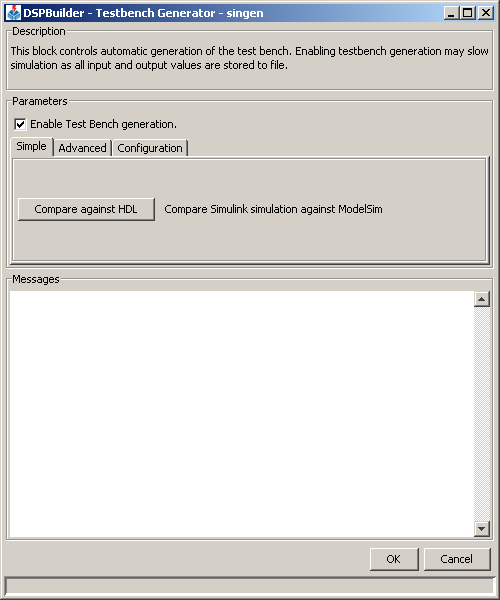 DSPBuilder - Testbench Generator - singen
Description
This block controls automatic generation of the test bench. Enabling testbench generation may slow
simulation as all input and output values are stored to file.
Parameters
Enable Test Bench generation.
Simple Advanced Configuration
Compare against HDL Compare Simulink simulation against ModelSim
Messages
OK Cancel